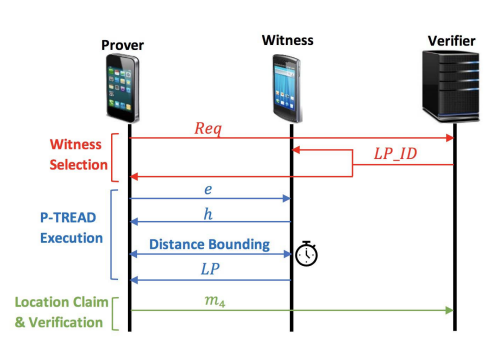 Prover
Witness
Verifier
Req
Witness
Selection
LP_ID
e
P-TREAD
Execution
h
Distance Bounding
LP
Location Claim
& Verification
m₄